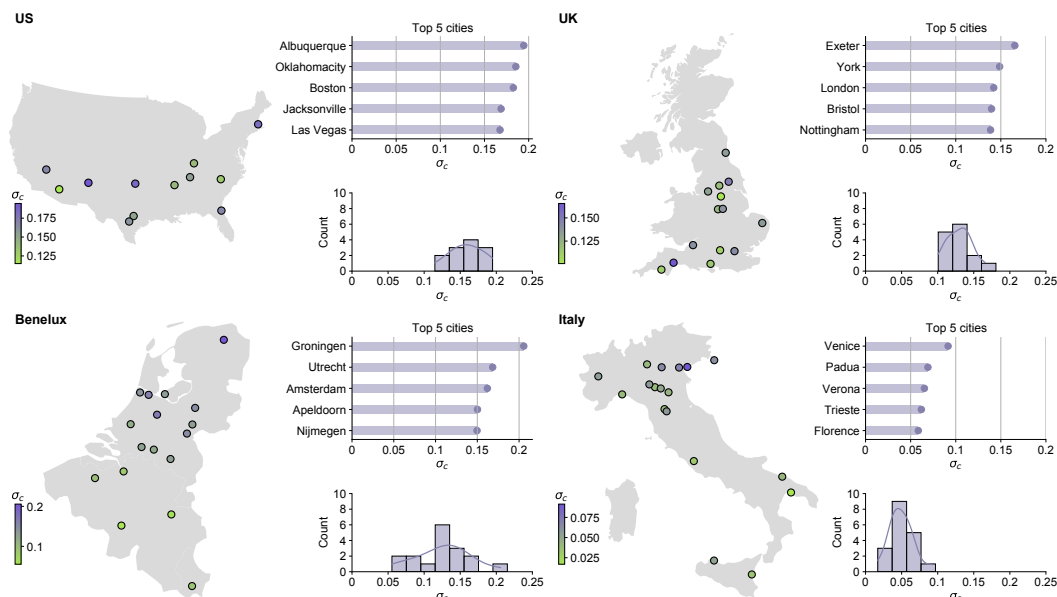 US
Top 5 cities
Albuquerque
Oklahomacity
Boston
Jacksonville
Las Vegas
0 0.05 0.1 0.15 0.2
σc
σc
0.175
0.150
0.125
Count
10
8
6
4
2
0
0 0.05 0.1 0.15 0.2 0.25
σc
UK
Top 5 cities
Exeter
York
London
Bristol
Nottingham
0 0.05 0.1 0.15 0.2
σc
σc
0.150
0.125
Count
10
8
6
4
2
0
0 0.05 0.1 0.15 0.2 0.25
σc
Benelux
Top 5 cities
Groningen
Utrecht
Amsterdam
Apeldoorn
Nijmegen
0 0.05 0.1 0.15 0.2
σc
σc
0.2
0.1
Count
10
8
6
4
2
0
0 0.05 0.1 0.15 0.2 0.25
σc
Italy
Top 5 cities
Venice
Padua
Verona
Trieste
Florence
0 0.05 0.1 0.15 0.2
σc
σc
0.075
0.050
0.025
Count
10
8
6
4
2
0
0 0.05 0.1 0.15 0.2 0.25
σc